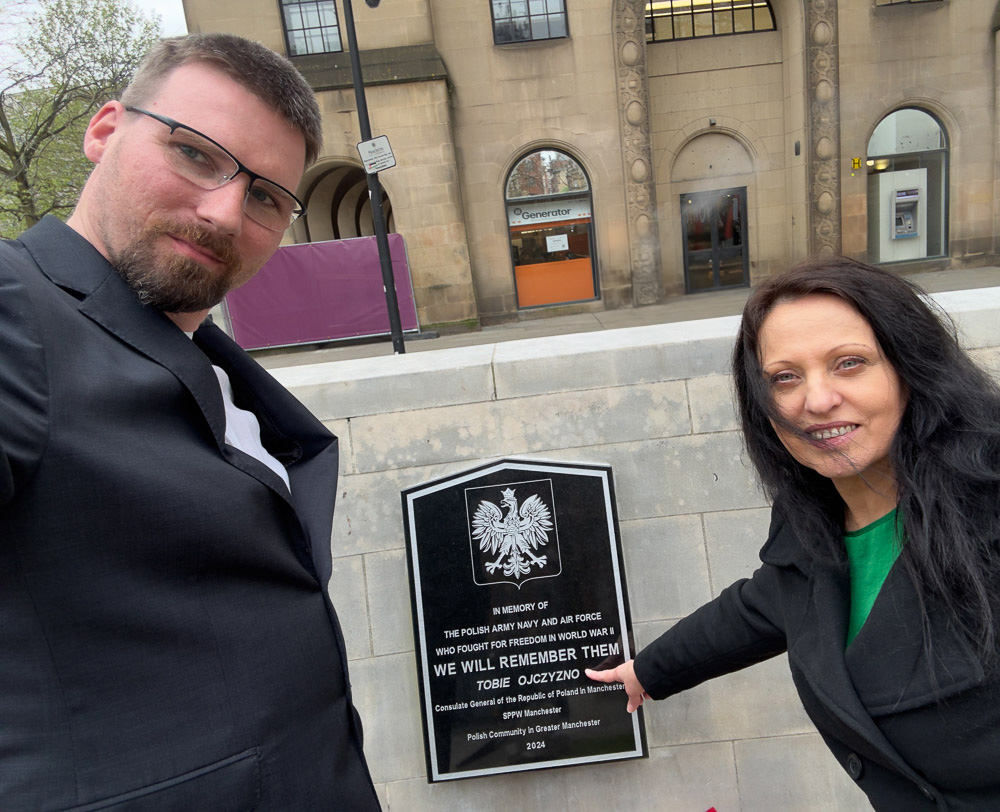 Generator
IN MEMORY OF
THE POLISH ARMY NAVY AND AIR FORCE
WHO FOUGHT FOR FREEDOM IN WORLD WAR II
WE WILL REMEMBER THEM
TOBIE OJCZYZNO
Consulate General of the Republic of Poland in Manchester
SPPW Manchester
Polish Community in Greater Manchester
2024